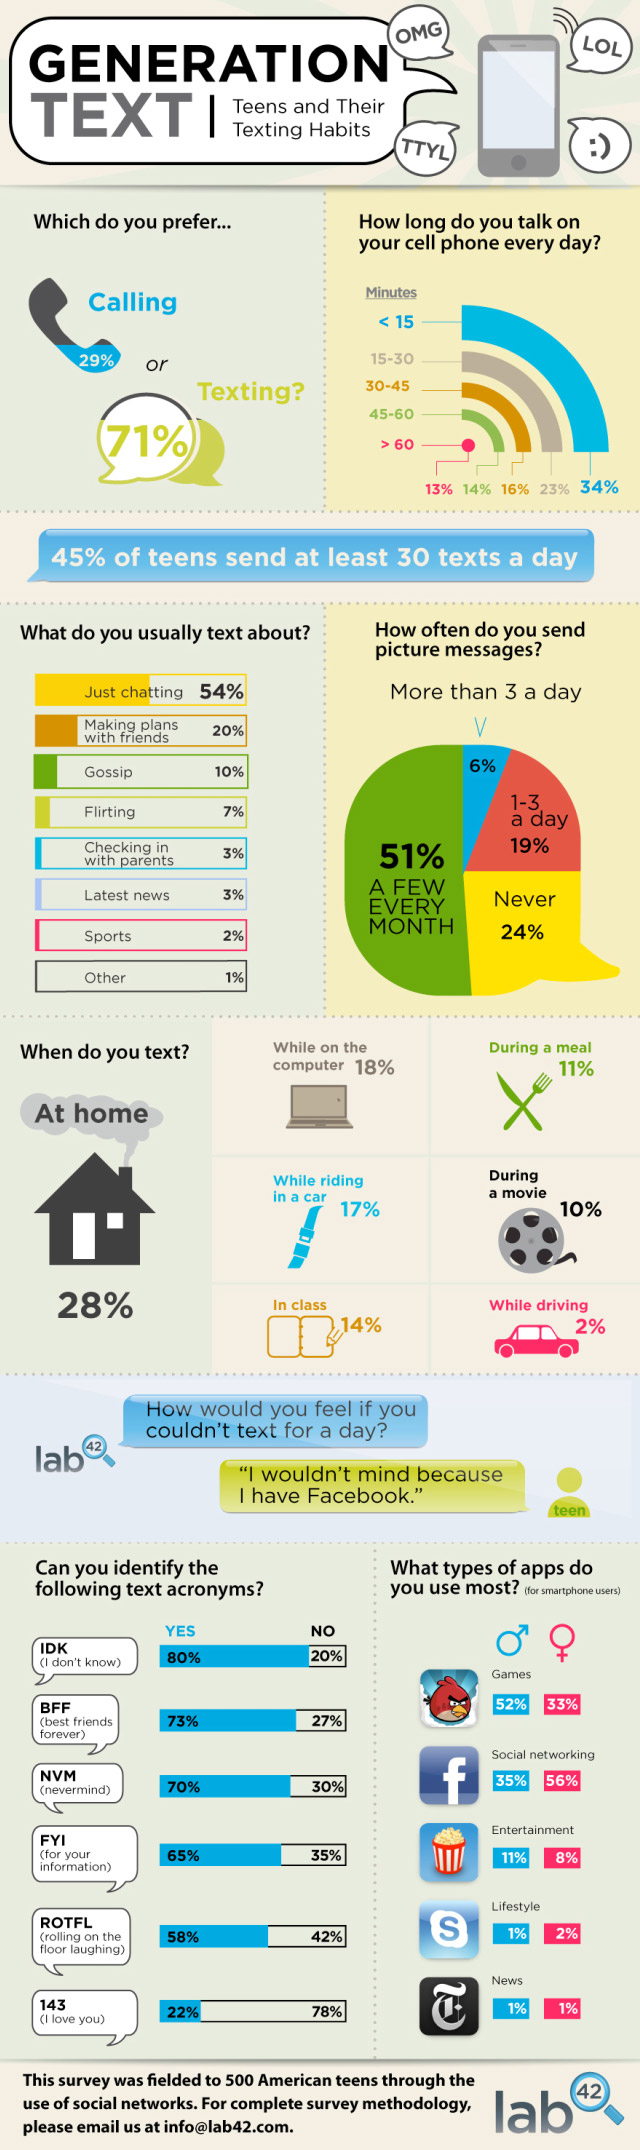 GENERATION
TEXT
Teens and Their
Texting Habits
OMG
LOL
TTYL
:)
Which do you prefer...
Calling
29%
or
Texting?
71%
How long do you talk on
your cell phone every day?
Minutes
< 15
15-30
30-45
45-60
> 60
13% 14% 16% 23% 34%
45% of teens send at least 30 texts a day
What do you usually text about?
Just chatting 54%
Making plans
with friends 20%
Gossip 10%
Flirting 7%
Checking in
with parents 3%
Latest news 3%
Sports 2%
Other 1%
How often do you send
picture messages?
More than 3 a day
6%
1-3
a day
19%
51%
A FEW
EVERY
MONTH
Never
24%
When do you text?
At home
28%
While on the
computer 18%
During a meal
11%
While riding
in a car 17%
During
a movie
10%
In class
14%
While driving
2%
lab 42
How would you feel if you
couldn't text for a day?
"I wouldn't mind because
I have Facebook."
teen
Can you identify the
following text acronyms?
YES NO
IDK
(I don't know)
80% 20%
BFF
(best friends
forever)
73% 27%
NVM
(nevermind)
70% 30%
FYI
(for your
information)
65% 35%
ROTFL
(rolling on the
floor laughing)
58% 42%
143
(I love you)
22% 78%
What types of apps do
you use most? (for smartphone users)
Games
52% 33%
Social networking
f
35% 56%
Entertainment
11% 8%
Lifestyle
S
1% 2%
News
T
1% 1%
This survey was fielded to 500 American teens through the
use of social networks. For complete survey methodology,
please email us at info@lab42.com.
lab 42